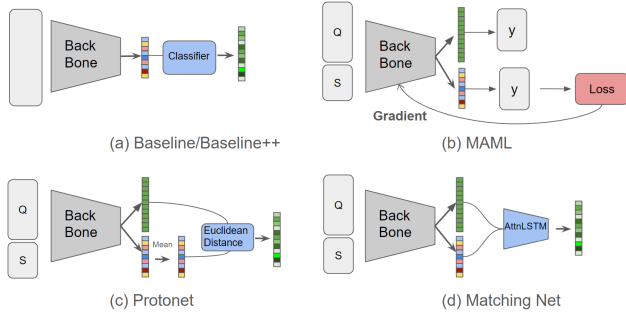 Back
Bone
Classifier
(a) Baseline/Baseline++
Q
S
Back
Bone
y
y
Loss
Gradient
(b) MAML
Q
S
Back
Bone
Mean
Euclidean
Distance
(c) Protonet
Q
S
Back
Bone
AttnLSTM
(d) Matching Net